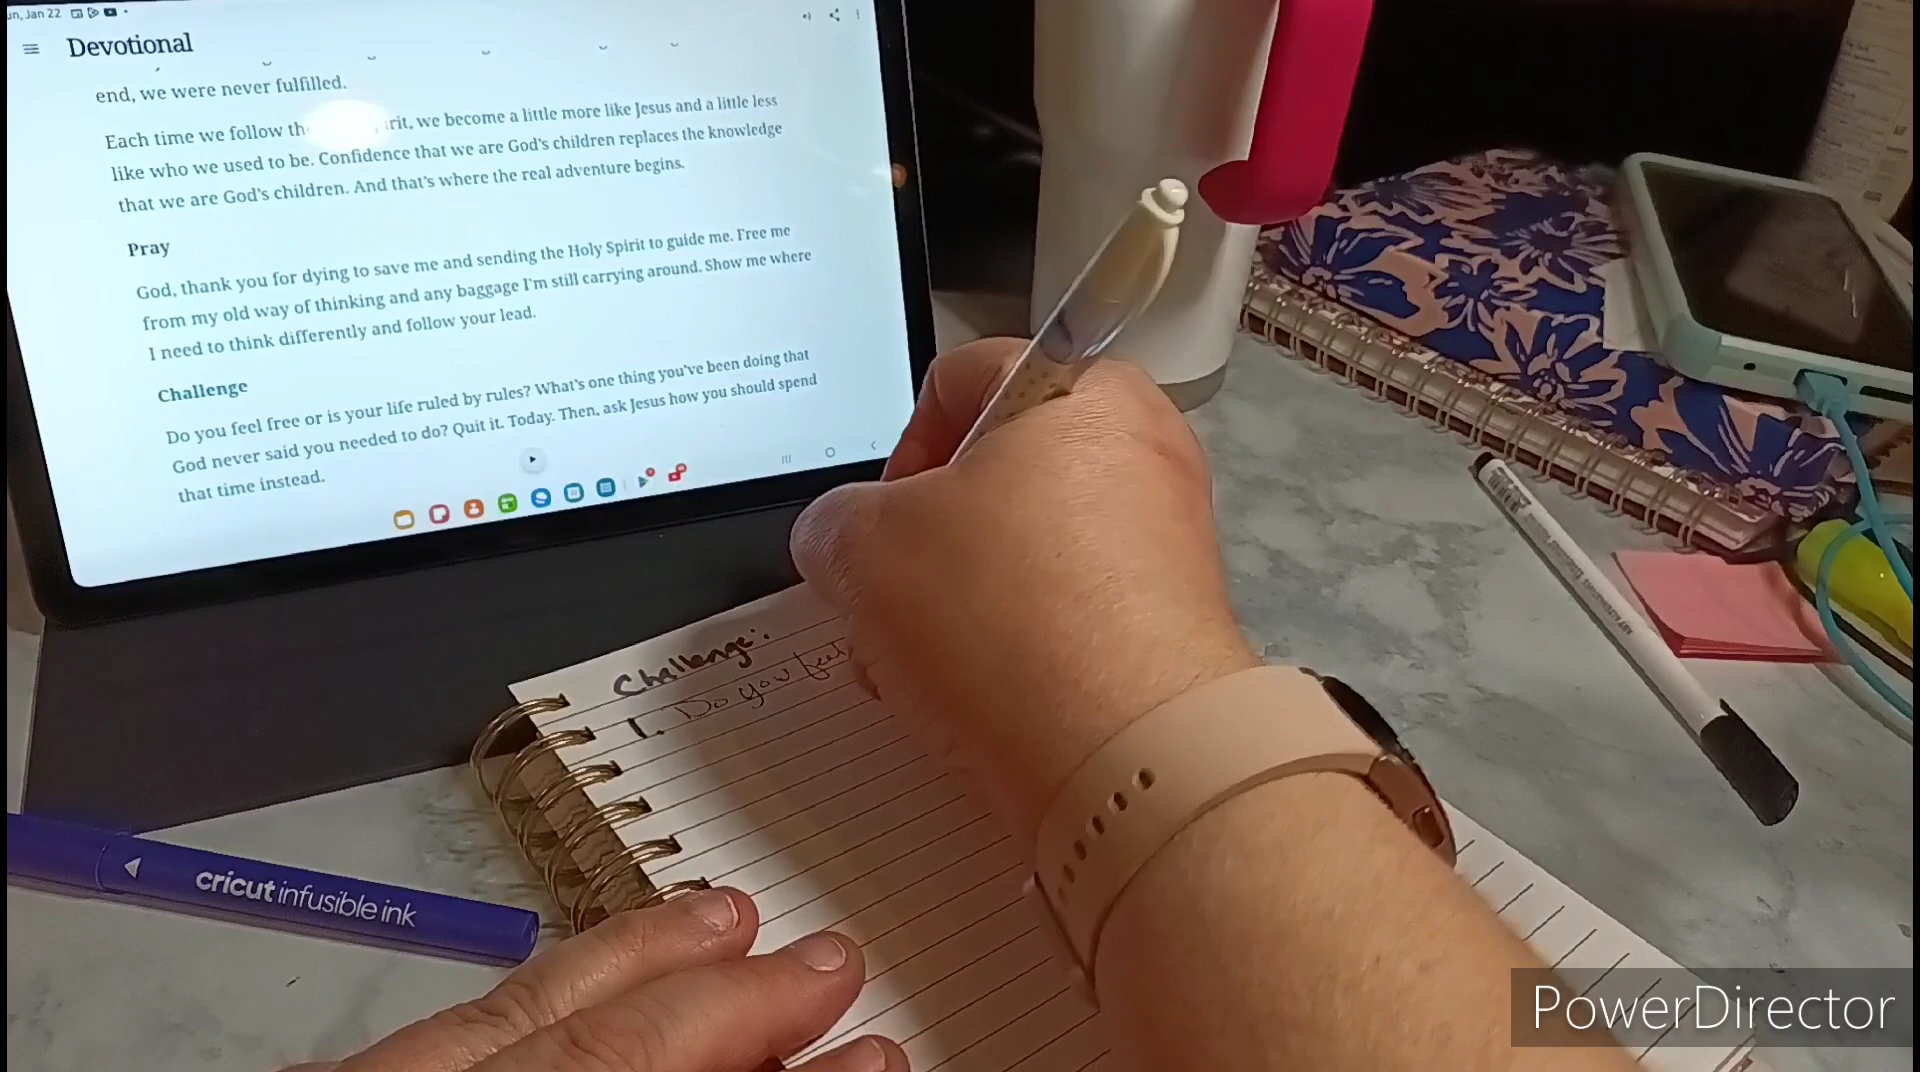 un, Jan 22
Devotional
end, we were never fulfilled.
Each time we follow th rit, we become a little more like Jesus and a little less
like who we used to be. Confidence that we are God's children replaces the knowledge
that we are God's children. And that's where the real adventure begins.
Pray
God, thank you for dying to save me and sending the Holy Spirit to guide me. Free me
from my old way of thinking and any baggage I'm still carrying around. Show me where
I need to think differently and follow your lead.
Challenge
Do you feel free or is your life ruled by rules? What's one thing you've been doing that
God never said you needed to do? Quit it. Today. Then, ask Jesus how you should spend
that time instead.
Challenge:
1. Do you feel
cricut infusible ink
PowerDirector